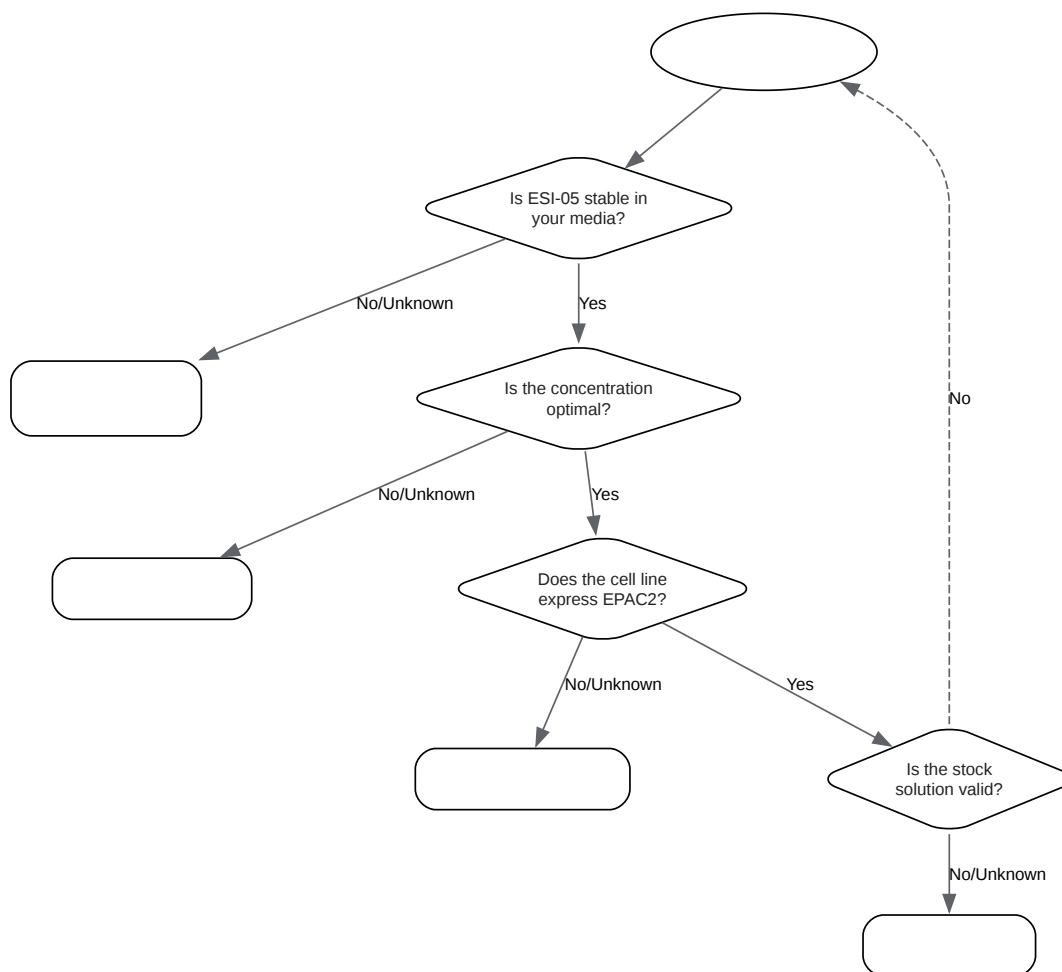 Is ESI-05 stable in
your media?
No/Unknown
Yes
Is the concentration
optimal?
No
No/Unknown
Yes
Does the cell line
express EPAC2?
No/Unknown
Yes
Is the stock
solution valid?
No/Unknown